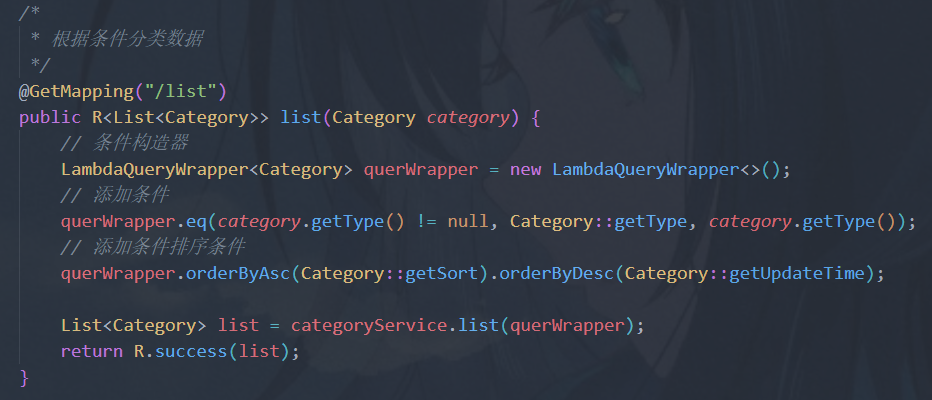 /*
 * 根据条件分类数据
 */
@GetMapping("/list")
public R<List<Category>> list(Category category) {
    // 条件构造器
    LambdaQueryWrapper<Category> querWrapper = new LambdaQueryWrapper<>();
    // 添加条件
    querWrapper.eq(category.getType() != null, Category::getType, category.getType());
    // 添加条件排序条件
    querWrapper.orderByAsc(Category::getSort).orderByDesc(Category::getUpdateTime);

    List<Category> list = categoryService.list(querWrapper);
    return R.success(list);
}